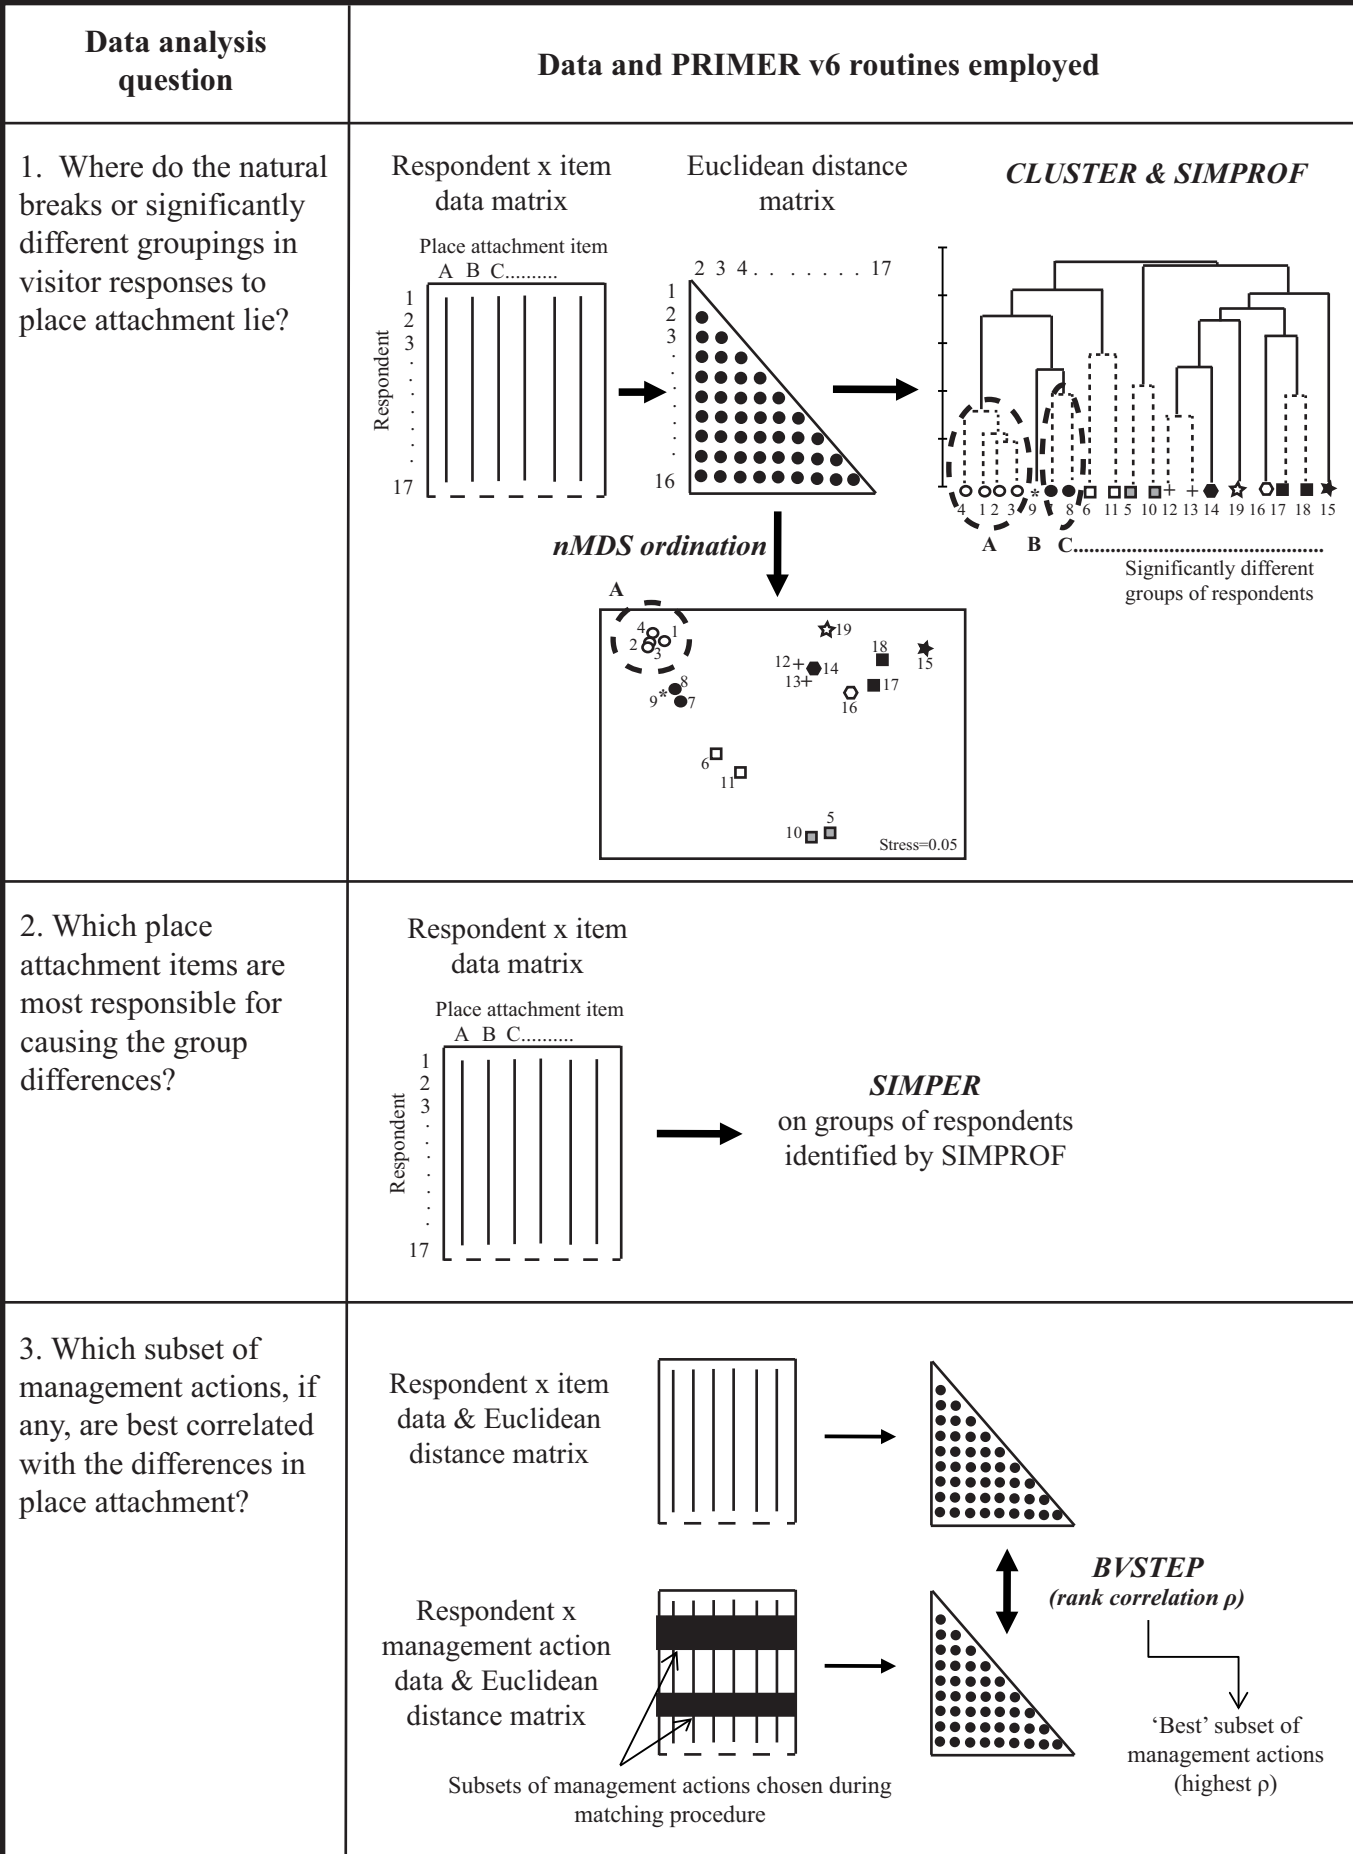 Data analysis
question
Data and PRIMER v6 routines employed
1. Where do the natural
breaks or significantly
different groupings in
visitor responses to
place attachment lie?
Respondent x item
data matrix
Place attachment item
A B C..........
Respondent
1
2
3
.
.
.
.
.
.
17
Euclidean distance
matrix
2 3 4 . . . . . . . 17
1
2
3
.
.
.
.
.
.
16
CLUSTER & SIMPROF
4 1 2 3 9 8 6 11 5 10 12 13 14 19 16 17 18 15
A B C..........................................
Significantly different
groups of respondents
nMDS ordination
A
4 1
2 3
8
9 * 7
6
11
10 5
19
12 + 14
13 +
18
17
16
15
Stress=0.05
2. Which place
attachment items are
most responsible for
causing the group
differences?
Respondent x item
data matrix
Place attachment item
A B C..........
Respondent
1
2
3
.
.
.
.
.
.
17
SIMPER
on groups of respondents
identified by SIMPROF
3. Which subset of
management actions, if
any, are best correlated
with the differences in
place attachment?
Respondent x item
data & Euclidean
distance matrix
Respondent x
management action
data & Euclidean
distance matrix
Subsets of management actions chosen during
matching procedure
BVSTEP
(rank correlation ρ)
‘Best’ subset of
management actions
(highest ρ)